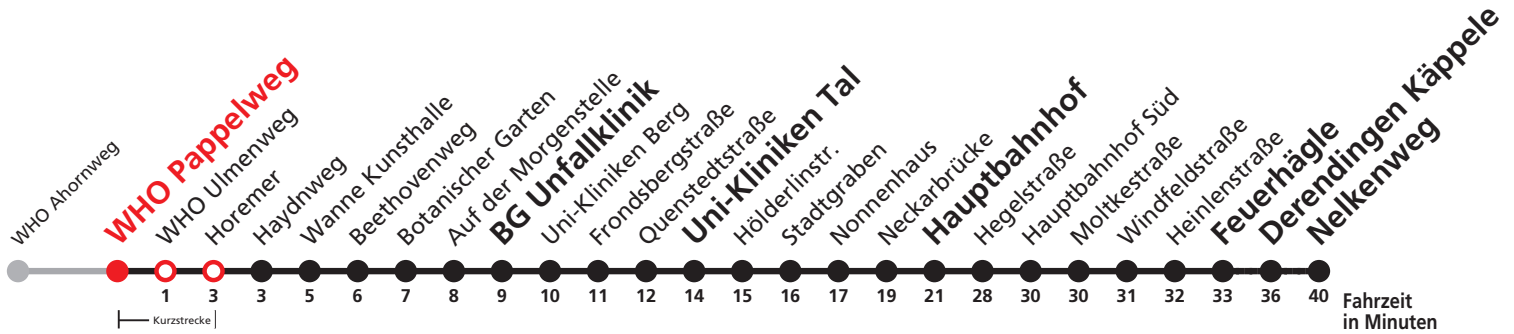 WHO Ahornweg
WHO Pappelweg
WHO Ulmenweg
Horemer
Haydnweg
Wanne Kunsthalle
Beethovenweg
Botanischer Garten
Auf der Morgenstelle
BG Unfallklinik
Uni-Kliniken Berg
Frondsbergstraße
Quenstedtstraße
Uni-Kliniken Tal
Hölderlinstr.
Stadtgraben
Nonnenhaus
Neckarbrücke
Hauptbahnhof
Hegelstraße
Hauptbahnhof Süd
Moltkestraße
Windfeldstraße
Heinlenstraße
Feuerhägle
Derendingen Käppele
Nelkenweg
1 3 3 5 6 7 8 9 10 11 12 14 15 16 17 19 21 28 30 30 31 32 33 36 40
Fahrzeit
in Minuten
Kurzstrecke